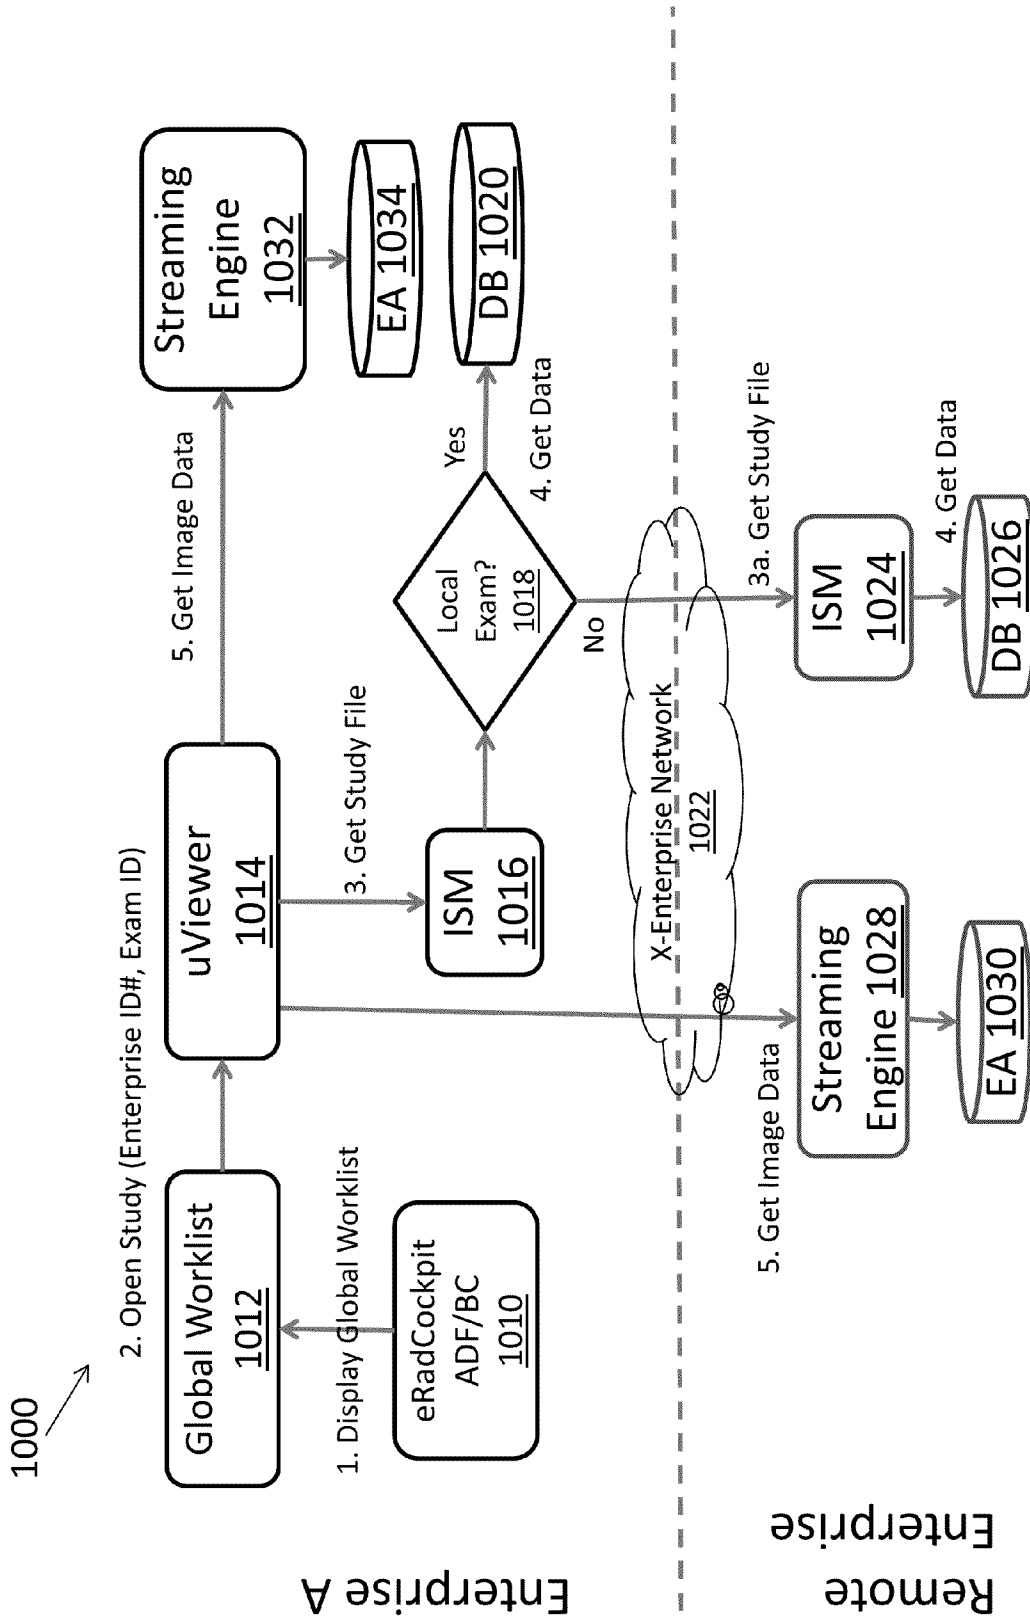 1000
2. Open Study (Enterprise ID#, Exam ID)
Global Worklist
1012
uViewer
1014
5. Get Image Data
Streaming
Engine
1032
EA 1034
1. Display Global Worklist
eRadCockpit
ADF/BC
1010
3. Get Study File
ISM
1016
Local
Exam?
1018
Yes
4. Get Data
DB 1020
No
Enterprise A
X-Enterprise Network
1022
Remote
Enterprise
5. Get Image Data
Streaming
Engine 1028
EA 1030
3a. Get Study File
ISM
1024
4. Get Data
DB 1026